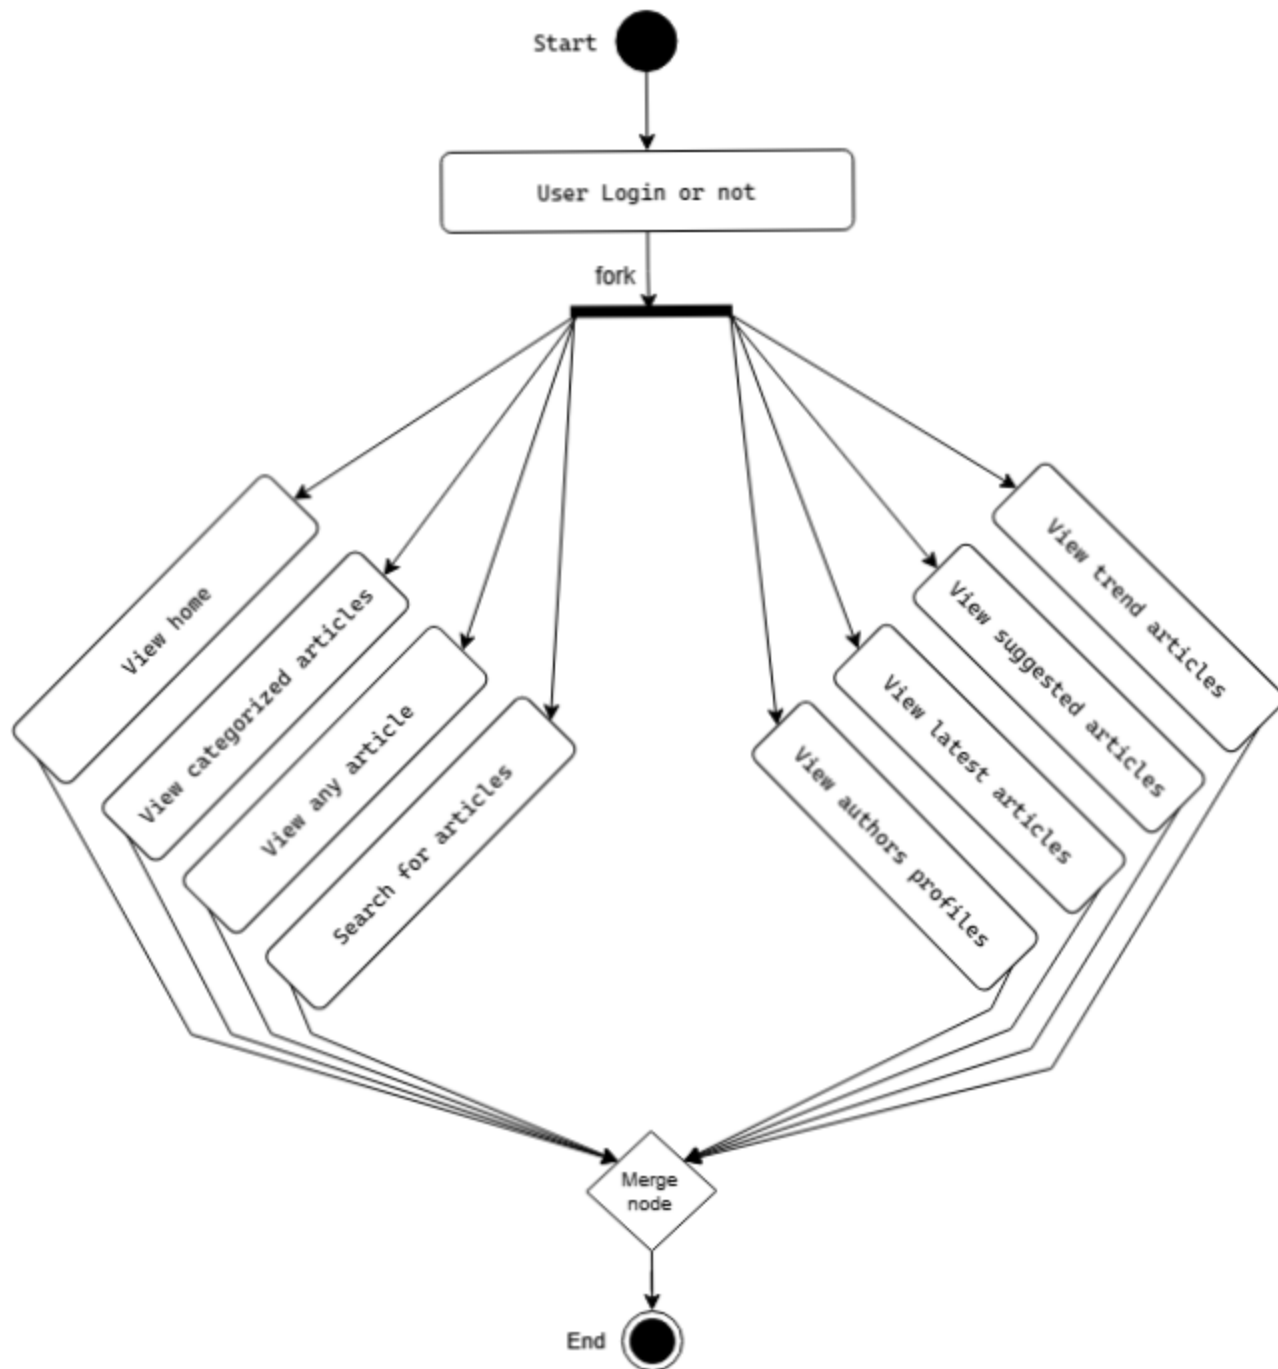 Start
User Login or not
fork
View home
View categorized articles
View any article
Search for articles
View authors profiles
View latest articles
View suggested articles
View trend articles
Merge
node
End